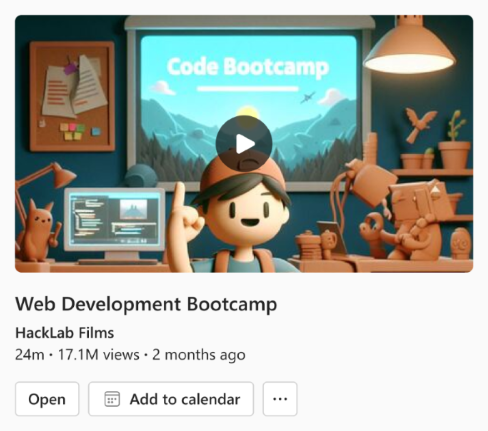 Code Bootcamp
Web Development Bootcamp
HackLab Films
24m · 17.1M views · 2 months ago
Open
Add to calendar
···